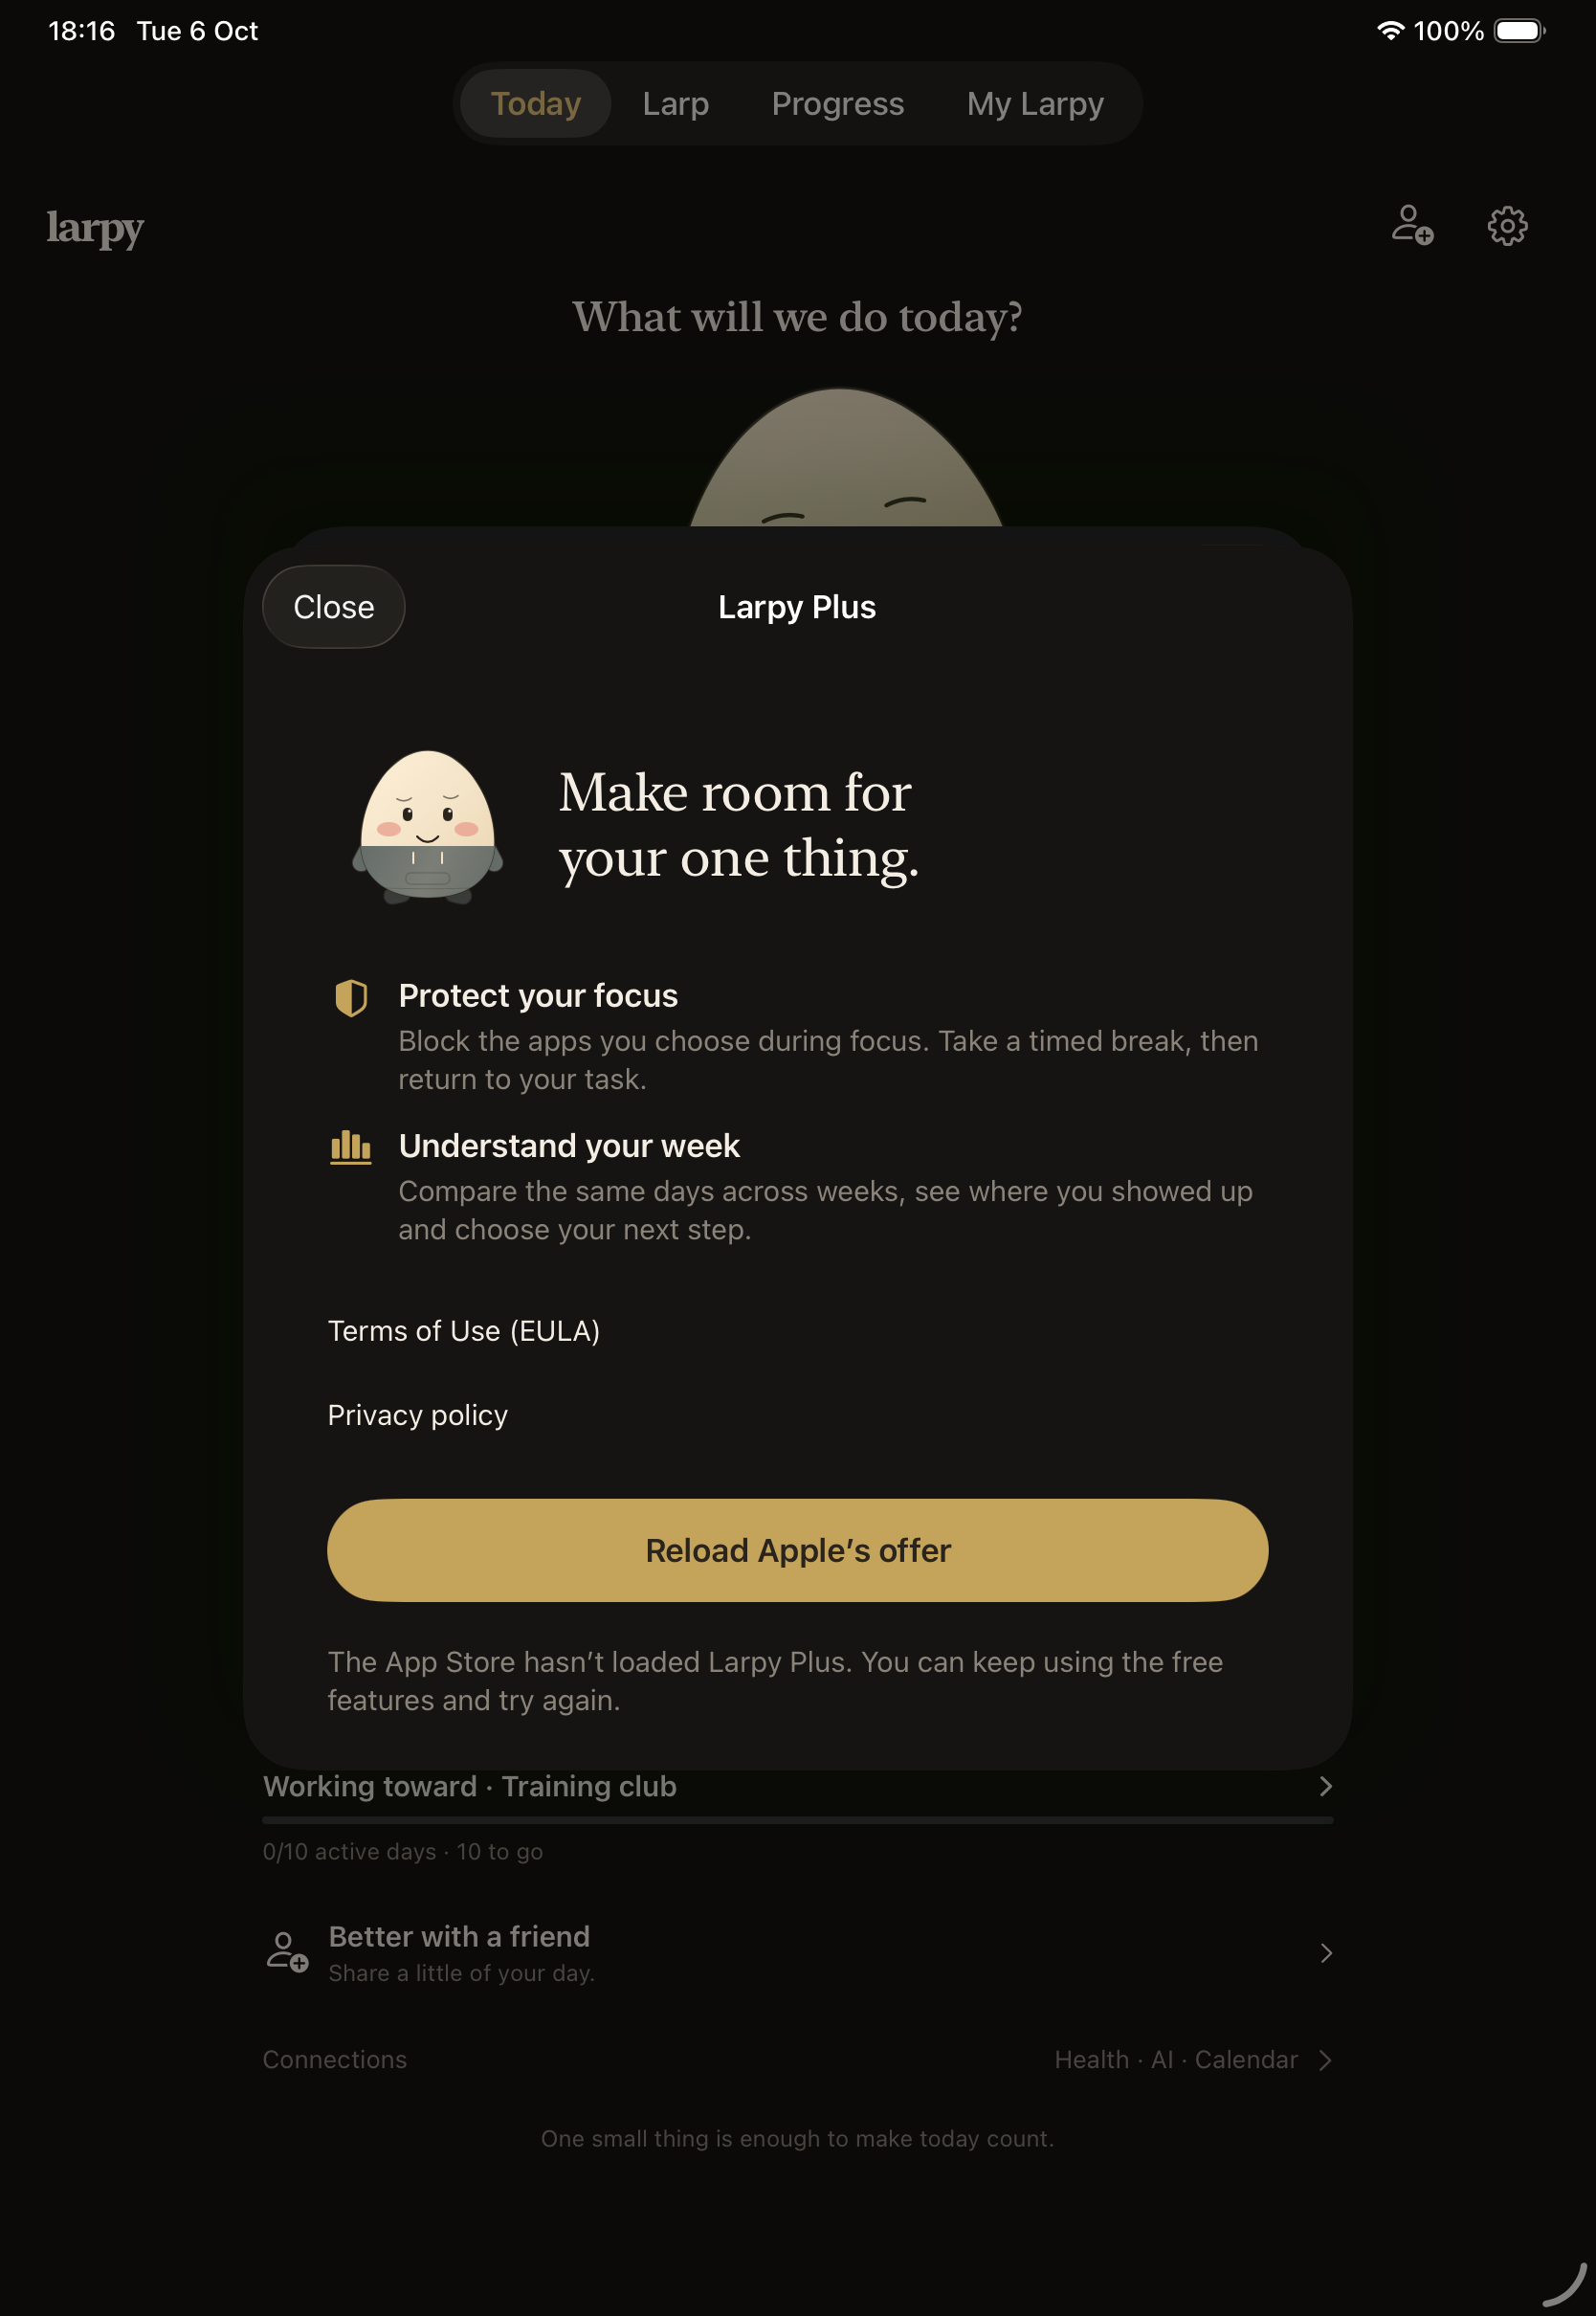 18:16 Tue 6 Oct
100%
Today
Larp
Progress
My Larpy
larpy
What will we do today?
Close
Larpy Plus
Make room for
your one thing.
Protect your focus
Block the apps you choose during focus. Take a timed break, then
return to your task.
Understand your week
Compare the same days across weeks, see where you showed up
and choose your next step.
Terms of Use (EULA)
Privacy policy
Reload Apple’s offer
The App Store hasn’t loaded Larpy Plus. You can keep using the free
features and try again.
Working toward · Training club
0/10 active days · 10 to go
Better with a friend
Share a little of your day.
Connections
Health · AI · Calendar
One small thing is enough to make today count.